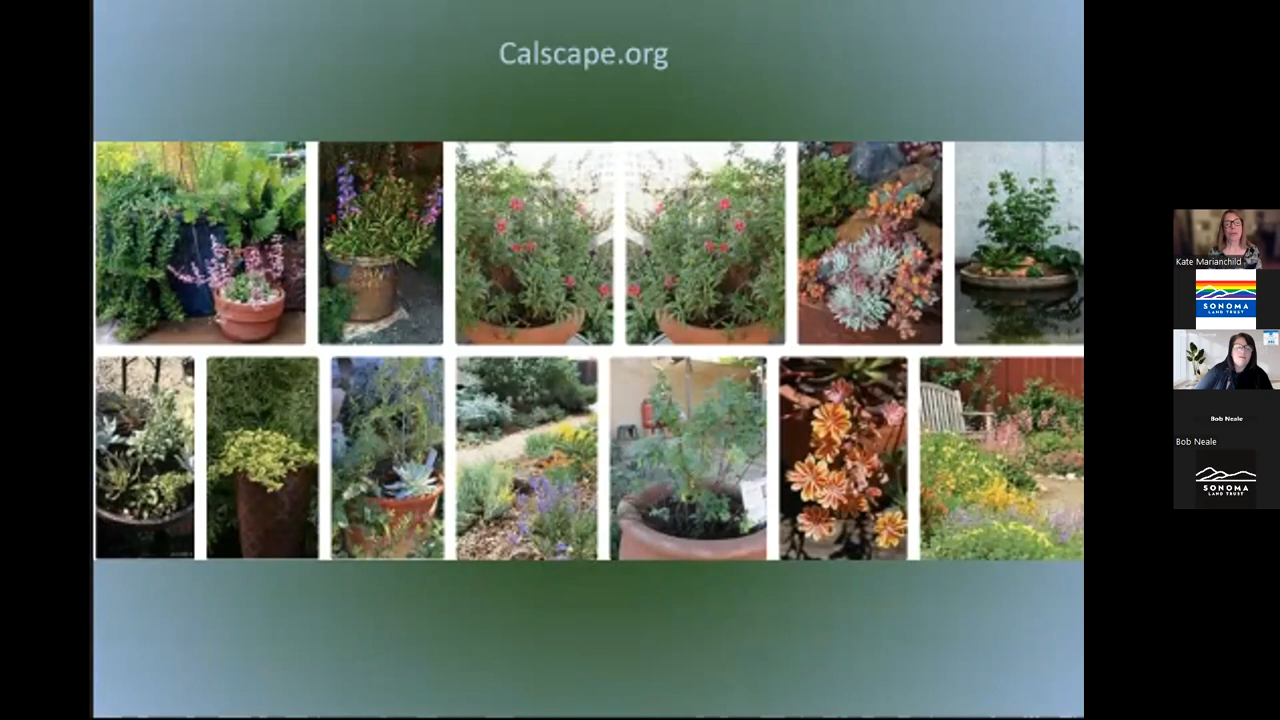 Calscape.org
Kate Marianchild
SONOMA
LAND TRUST
Bob Neale
Bob Neale
SONOMA
LAND TRUST